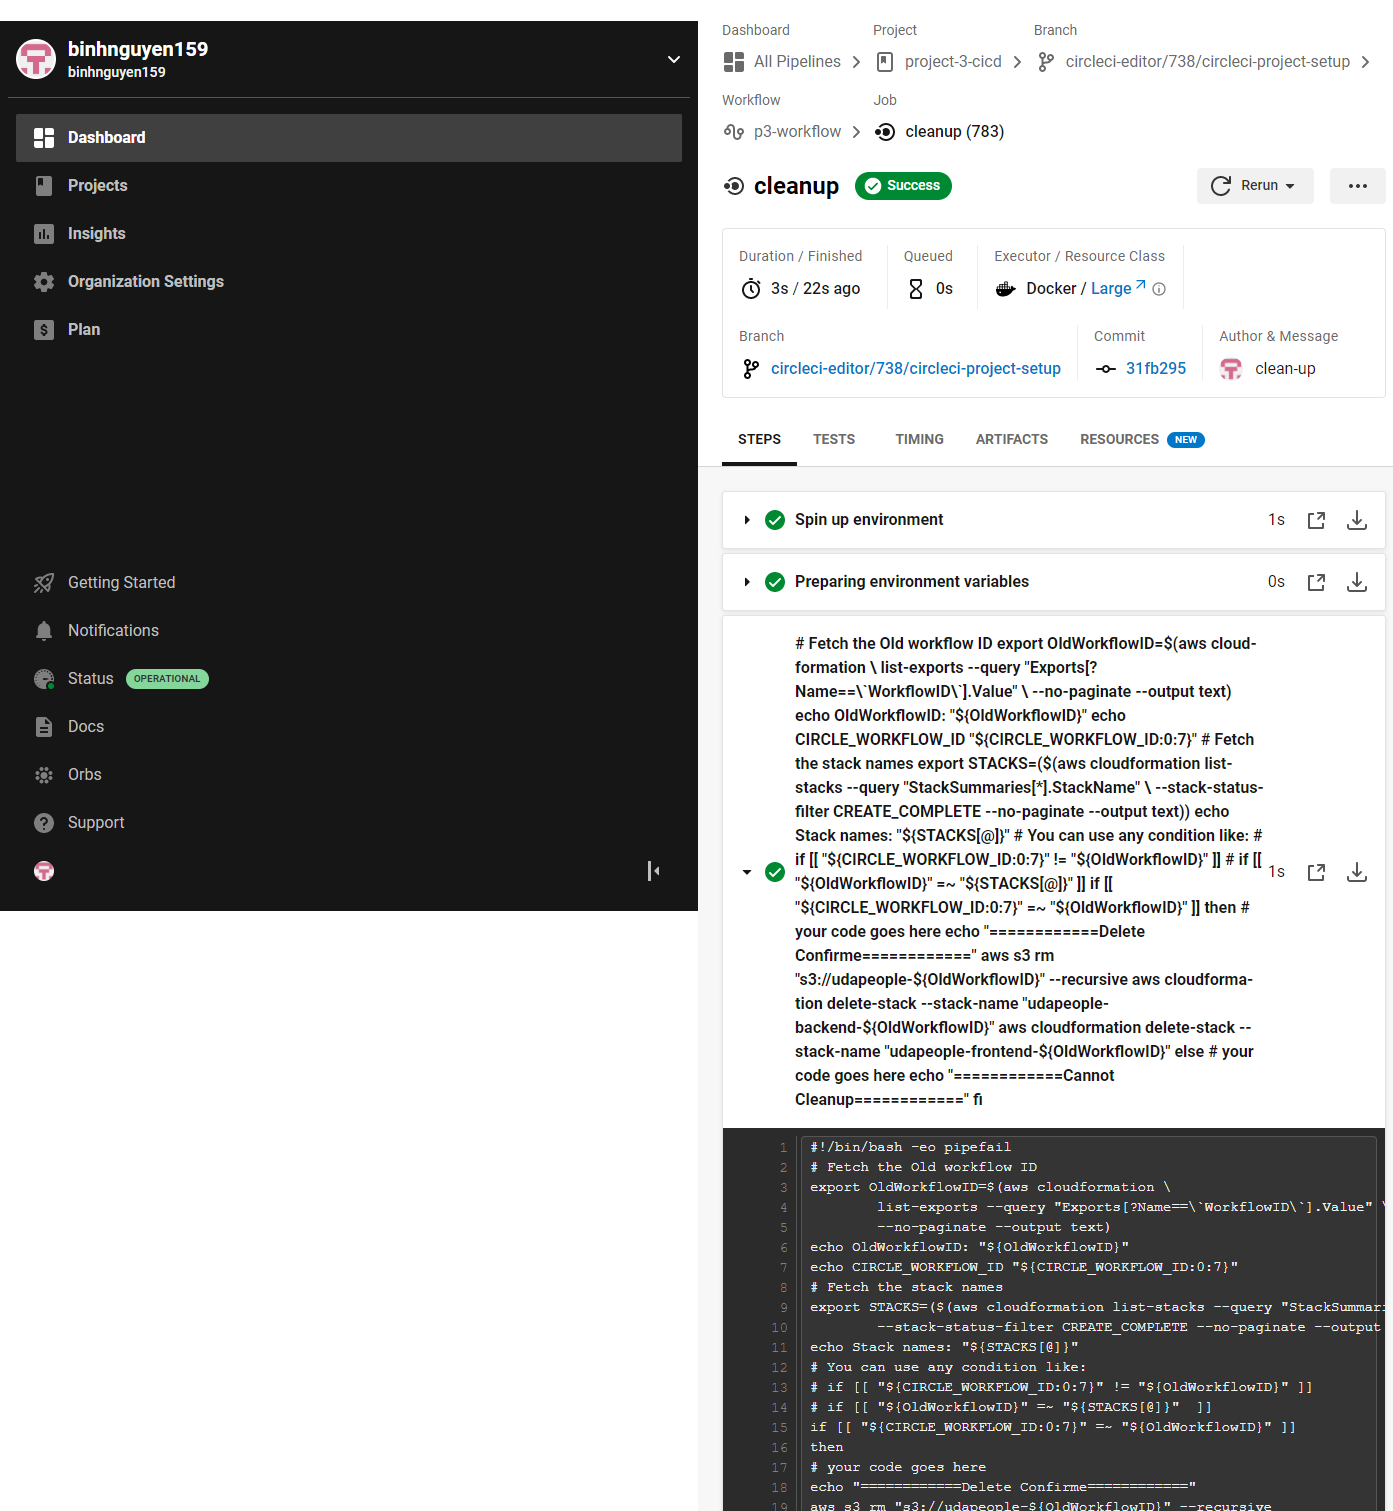 binhnguyen159
binhnguyen159
Dashboard
Projects
Insights
Organization Settings
Plan
Getting Started
Notifications
Status OPERATIONAL
Docs
Orbs
Support
Dashboard Project Branch
All Pipelines project-3-cicd circleci-editor/738/circleci-project-setup
Workflow Job
p3-workflow cleanup (783)
cleanup Success Rerun
Duration / Finished Queued Executor / Resource Class
3s / 22s ago 0s Docker / Large
Branch Commit Author & Message
circleci-editor/738/circleci-project-setup 31fb295 clean-up
STEPS TESTS TIMING ARTIFACTS RESOURCES NEW
Spin up environment 1s
Preparing environment variables 0s
# Fetch the Old workflow ID export OldWorkflowID=$(aws cloud-
formation \ list-exports --query "Exports[?
Name==\`WorkflowID\`].Value" \ --no-paginate --output text)
echo OldWorkflowID: "${OldWorkflowID}" echo
CIRCLE_WORKFLOW_ID "${CIRCLE_WORKFLOW_ID:0:7}" # Fetch
the stack names export STACKS=($(aws cloudformation list-
stacks --query "StackSummaries[*].StackName" \ --stack-status-
filter CREATE_COMPLETE --no-paginate --output text)) echo
Stack names: "${STACKS[@]}" # You can use any condition like: #
if [[ "${CIRCLE_WORKFLOW_ID:0:7}" != "${OldWorkflowID}" ]] # if [[
"${OldWorkflowID}" =~ "${STACKS[@]}" ]] if [[ 1s
"${CIRCLE_WORKFLOW_ID:0:7}" =~ "${OldWorkflowID}" ]] then #
your code goes here echo "============Delete
Confirme============" aws s3 rm
"s3://udapeople-${OldWorkflowID}" --recursive aws cloudforma-
tion delete-stack --stack-name "udapeople-
backend-${OldWorkflowID}" aws cloudformation delete-stack --
stack-name "udapeople-frontend-${OldWorkflowID}" else # your
code goes here echo "============Cannot
Cleanup============" fi
1 #!/bin/bash -eo pipefail
2 # Fetch the Old workflow ID
3 export OldWorkflowID=$(aws cloudformation \
4 list-exports --query "Exports[?Name==\`WorkflowID\`].Value" \
5 --no-paginate --output text)
6 echo OldWorkflowID: "${OldWorkflowID}"
7 echo CIRCLE_WORKFLOW_ID "${CIRCLE_WORKFLOW_ID:0:7}"
8 # Fetch the stack names
9 export STACKS=($(aws cloudformation list-stacks --query "StackSummari
10 --stack-status-filter CREATE_COMPLETE --no-paginate --output
11 echo Stack names: "${STACKS[@]}"
12 # You can use any condition like:
13 # if [[ "${CIRCLE_WORKFLOW_ID:0:7}" != "${OldWorkflowID}" ]]
14 # if [[ "${OldWorkflowID}" =~ "${STACKS[@]}"  ]]
15 if [[ "${CIRCLE_WORKFLOW_ID:0:7}" =~ "${OldWorkflowID}" ]]
16 then
17 # your code goes here
18 echo "============Delete Confirme============"
19 aws s3 rm "s3://udapeople-${OldWorkflowID}" --recursive